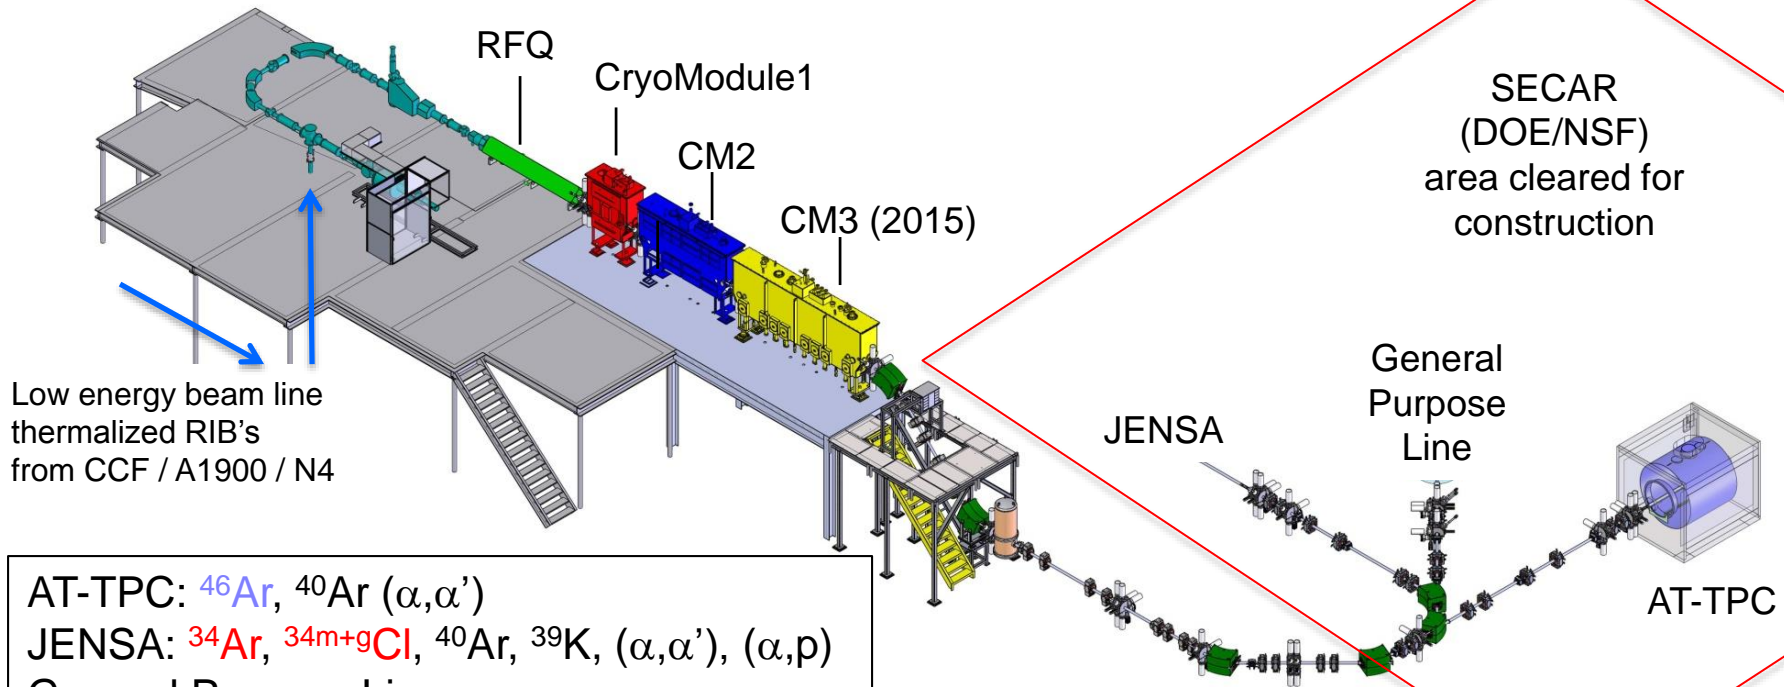 RFQ
CryoModule1
CM2
CM3 (2015)
SECAR
(DOE/NSF)
area cleared for
construction
General
Purpose
Line
JENSA
AT-TPC
Low energy beam line
thermalized RIB's
from CCF / A1900 / N4
AT-TPC: ⁴⁶Ar, ⁴⁰Ar (α,α’)
JENSA: ³⁴Ar, ³⁴ᵐ⁺ᵍCl, ⁴⁰Ar, ³⁹K, (α,α’), (α,p)